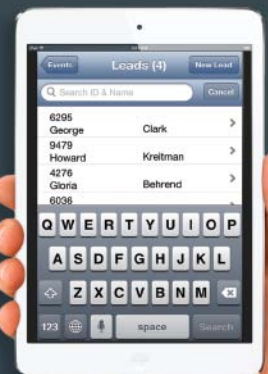 Events Leads (4) New Lead
Search ID & Name Cancel
6295
George Clark
9479
Howard Kreitman
4276
Gloria Behrend
6036
Q W E R T Y U I O P
A S D F G H J K L
Z X C V B N M
123 space Search